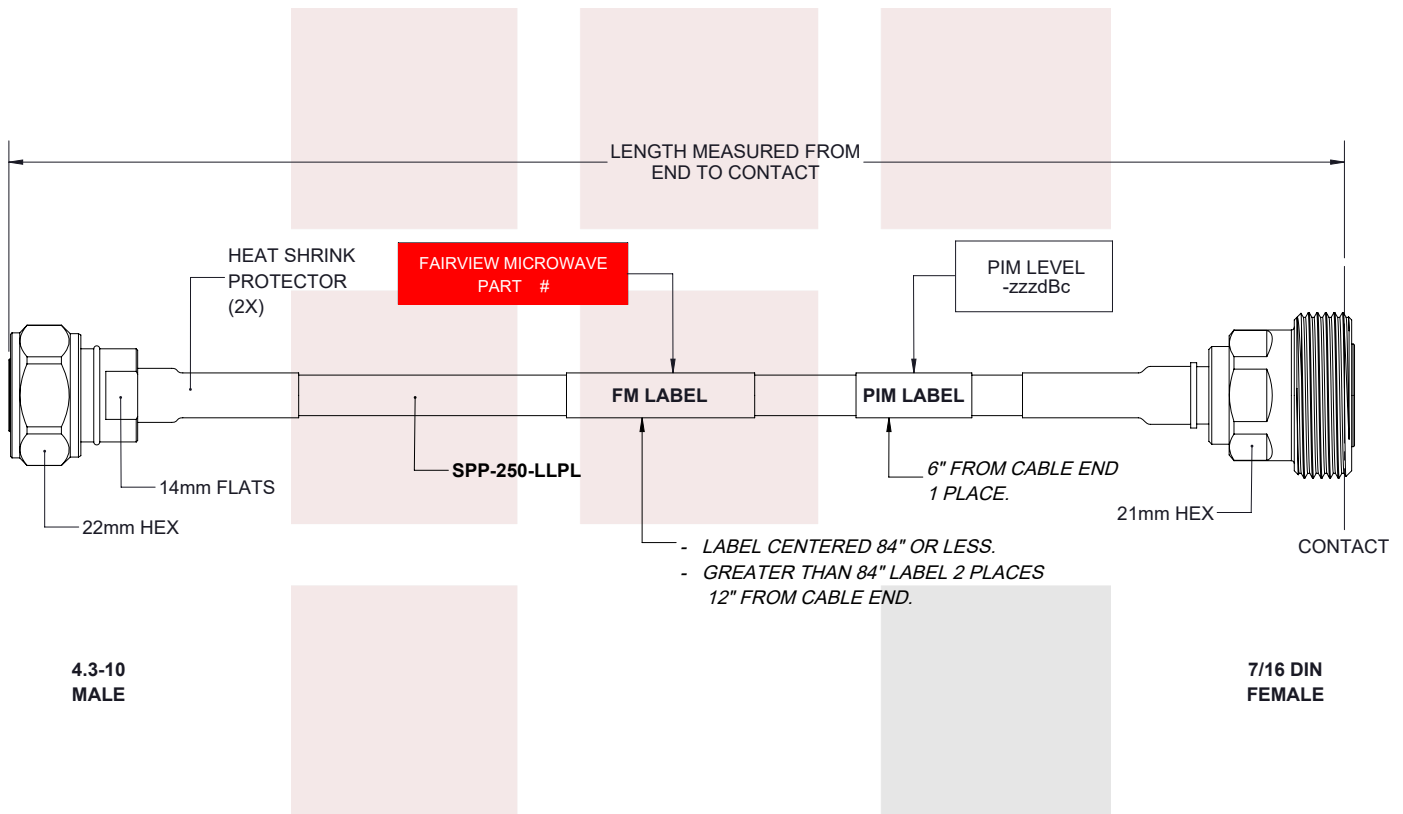 LENGTH MEASURED FROM
END TO CONTACT
HEAT SHRINK
PROTECTOR
(2X)
FAIRVIEW MICROWAVE
PART #
PIM LEVEL
-zzzdBc
FM LABEL
PIM LABEL
SPP-250-LLPL
14mm FLATS
22mm HEX
6" FROM CABLE END
1 PLACE.
21mm HEX
CONTACT
- LABEL CENTERED 84" OR LESS.
- GREATER THAN 84" LABEL 2 PLACES
12" FROM CABLE END.
4.3-10
MALE
7/16 DIN
FEMALE